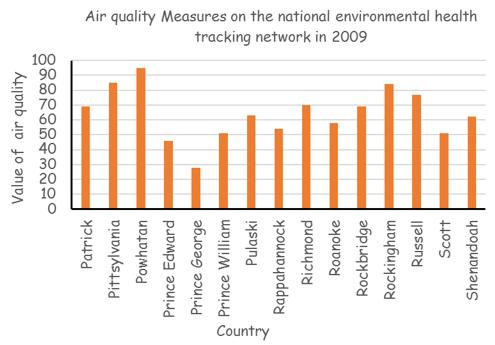 Air quality Measures on the national environmental health
tracking network in 2009
Value of air quality
100
90
80
70
60
50
40
30
20
10
0
Patrick
Pittsylvania
Powhatan
Prince Edward
Prince George
Prince William
Pulaski
Rappahannock
Richmond
Roanoke
Rockbridge
Rockingham
Russell
Scott
Shenandoah
Country